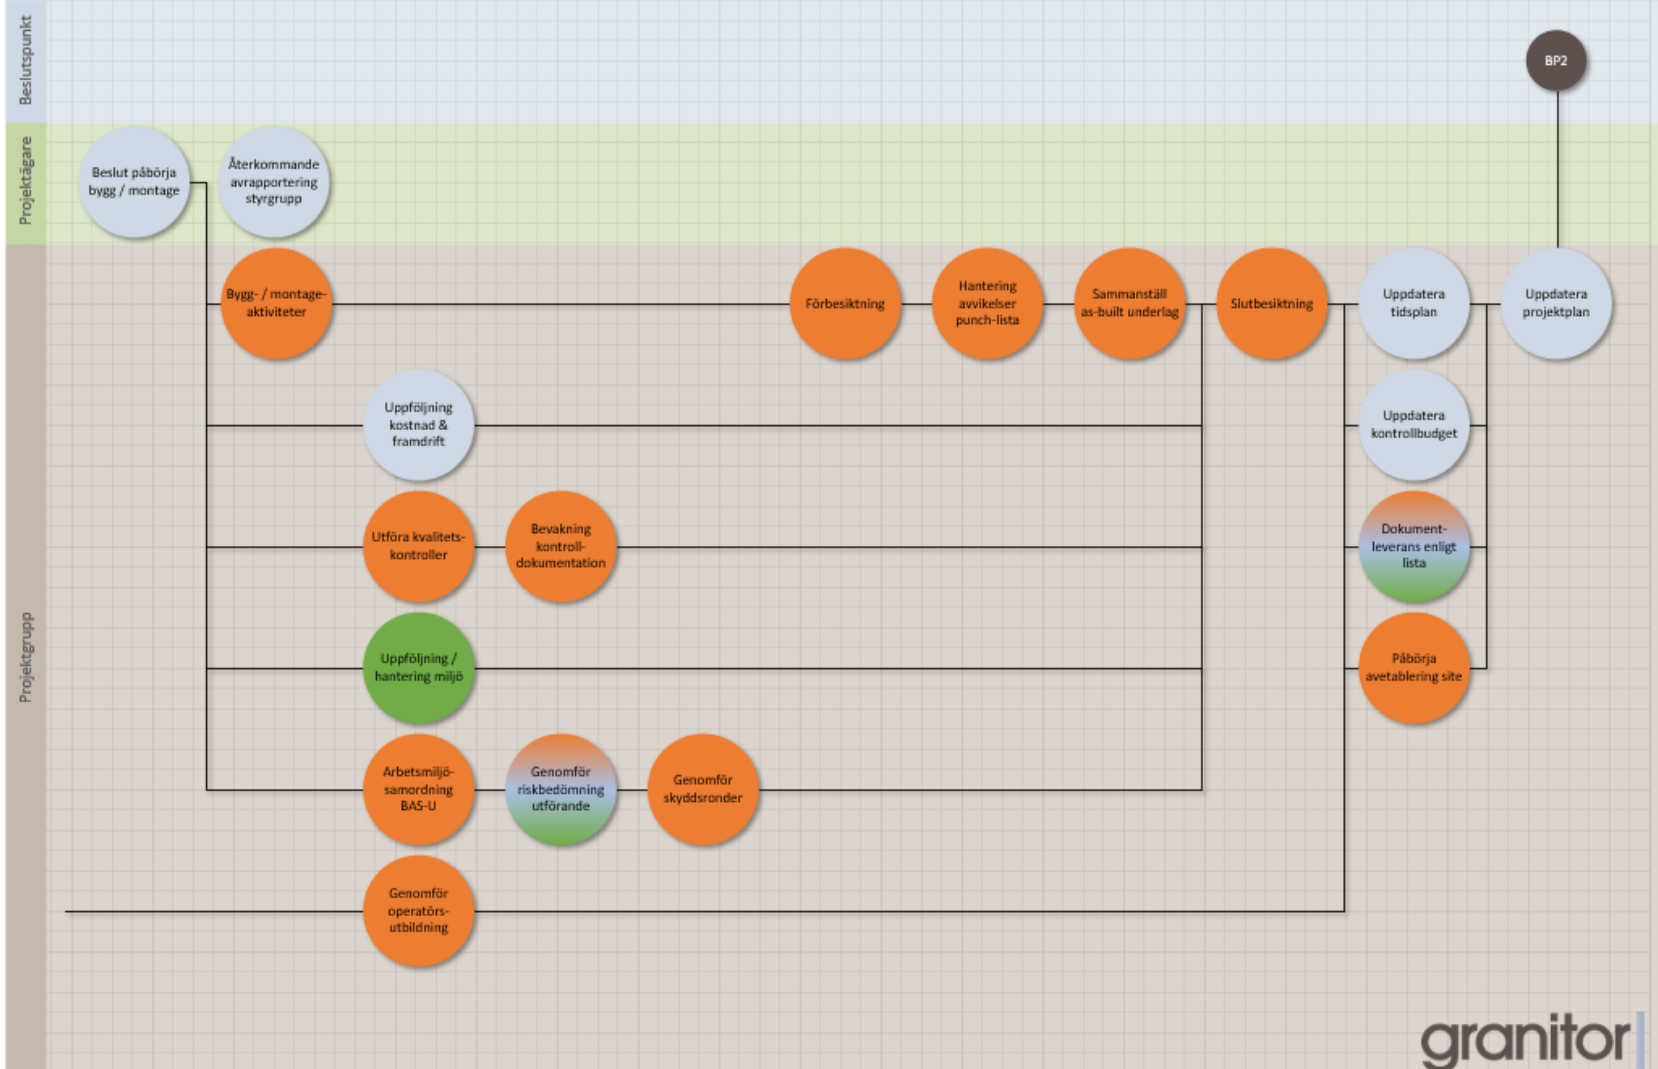 Beslutspunkt
BP2
Projektägare
Beslut påbörja
bygg / montage
Återkommande
avrapportering
styrgrupp
Projektgrupp
Bygg- / montage-
aktiviteter
Förbesiktning
Hantering
avvikelser
punch-lista
Sammanställ
as-built underlag
Slutbesiktning
Uppdatera
tidsplan
Uppdatera
projektplan
Uppföljning
kostnad &
framdrift
Uppdatera
kontrollbudget
Utföra kvalitets-
kontroller
Bevakning
kontroll-
dokumentation
Dokument-
leverans enligt
lista
Uppföljning /
hantering miljö
Påbörja
avetablering site
Arbetsmiljö-
samordning
BAS-U
Genomför
riskbedömning
utförande
Genomför
skyddsronder
Genomför
operatörs-
utbildning
granitor